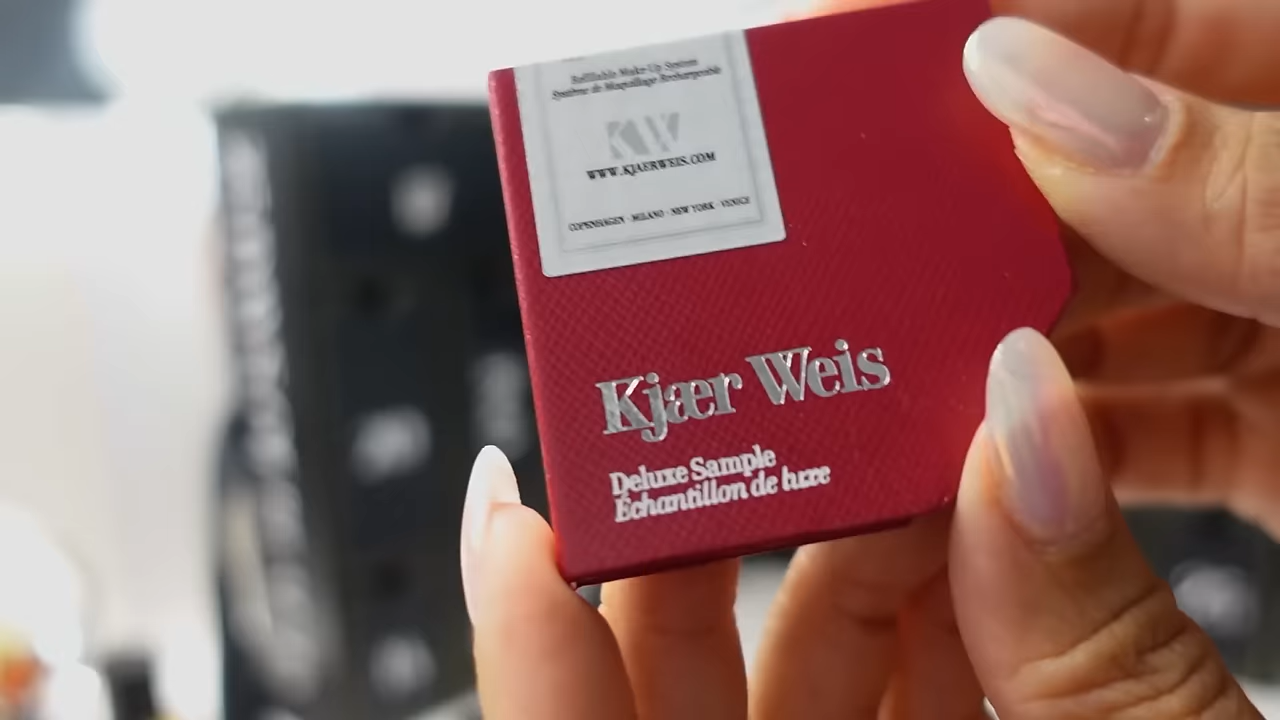 Refillable Make-Up System
Système de Maquillage Rechargeable
KW
WWW.KJAERWEIS.COM
COPENHAGEN · MILANO · NEW YORK · VENICE
Kjær Weis
Deluxe Sample
Échantillon de luxe